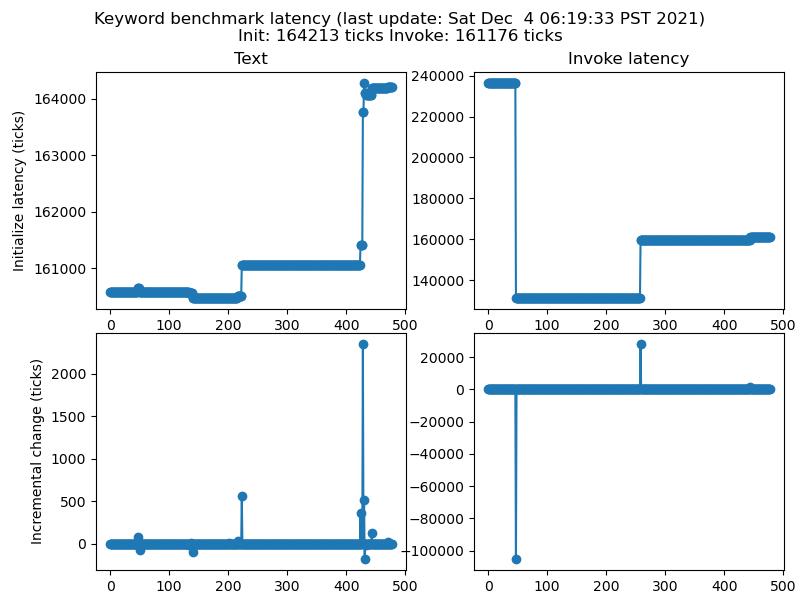 Keyword benchmark latency (last update: Sat Dec  4 06:19:33 PST 2021)
Init: 164213 ticks Invoke: 161176 ticks
Text
Invoke latency
Initialize latency (ticks)
164000
163000
162000
161000
0 100 200 300 400 500
240000
220000
200000
180000
160000
140000
0 100 200 300 400 500
Incremental change (ticks)
2000
1500
1000
500
0
0 100 200 300 400 500
20000
0
−20000
−40000
−60000
−80000
−100000
0 100 200 300 400 500